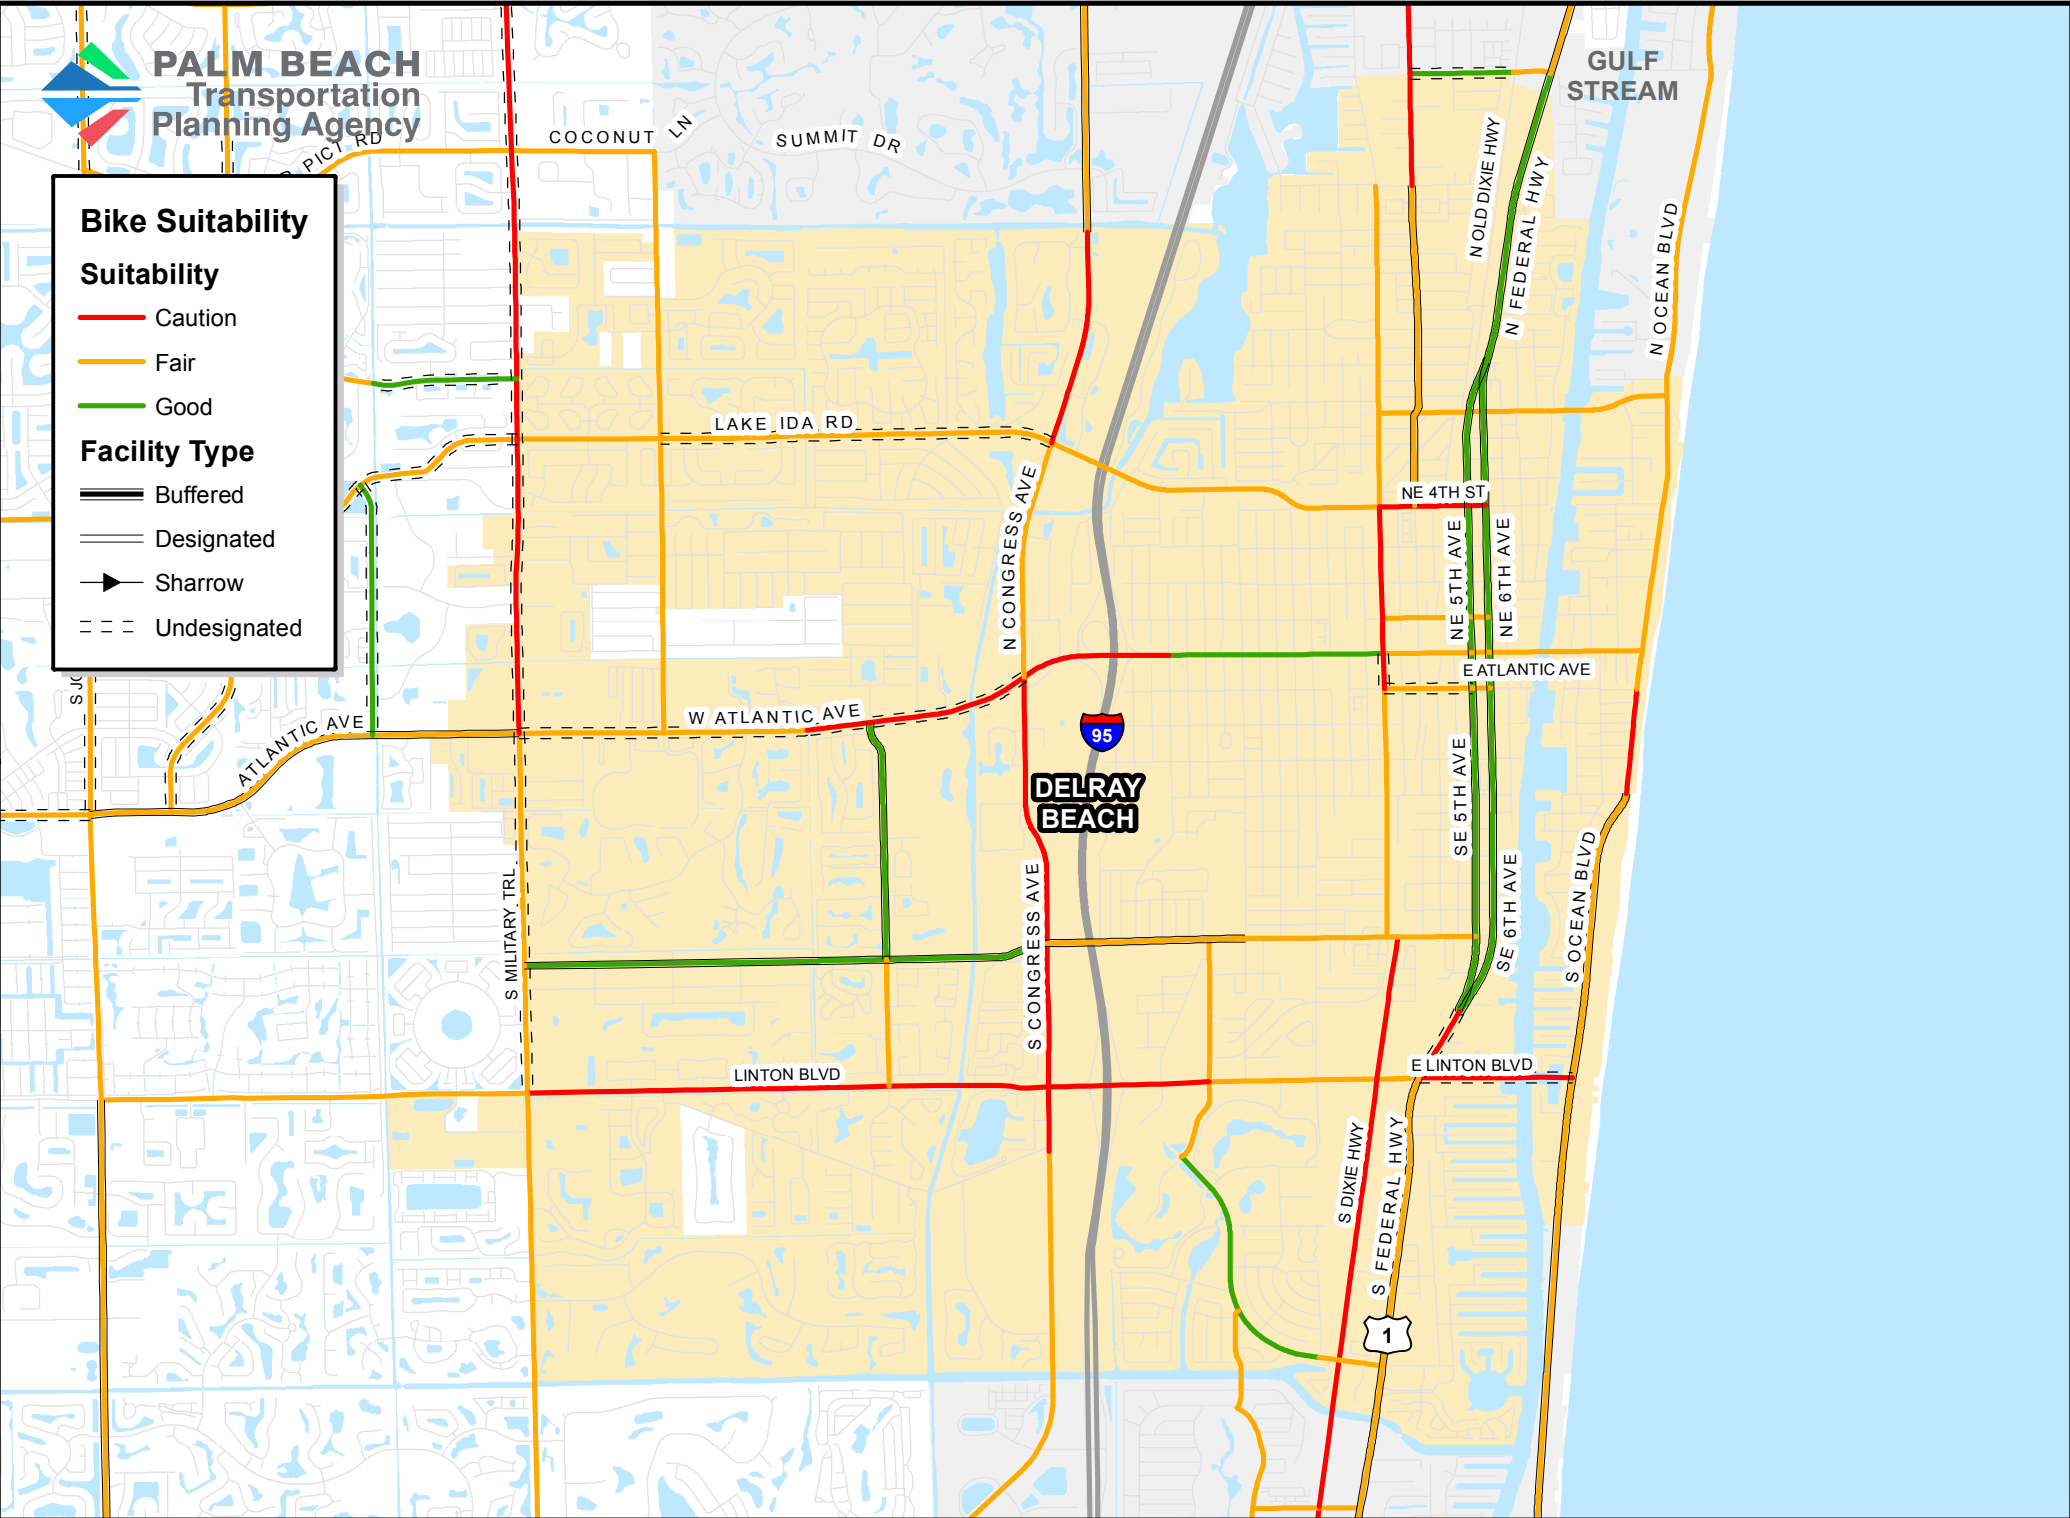 PALM BEACH
Transportation
Planning Agency
Bike Suitability
Suitability
Caution
Fair
Good
Facility Type
Buffered
Designated
Sharrow
Undesignated
GULF
STREAM
PICT RD
COCONUT LN
SUMMIT DR
N OLD DIXIE HWY
N FEDERAL HWY
N OCEAN BLVD
LAKE IDA RD
N CONGRESS AVE
NE 4TH ST
NE 5TH AVE
NE 6TH AVE
E ATLANTIC AVE
W ATLANTIC AVE
ATLANTIC AVE
95
DELRAY
BEACH
SE 5TH AVE
SE 6TH AVE
S OCEAN BLVD
S MILITARY TRL
S CONGRESS AVE
LINTON BLVD
E LINTON BLVD
S DIXIE HWY
S FEDERAL HWY
1